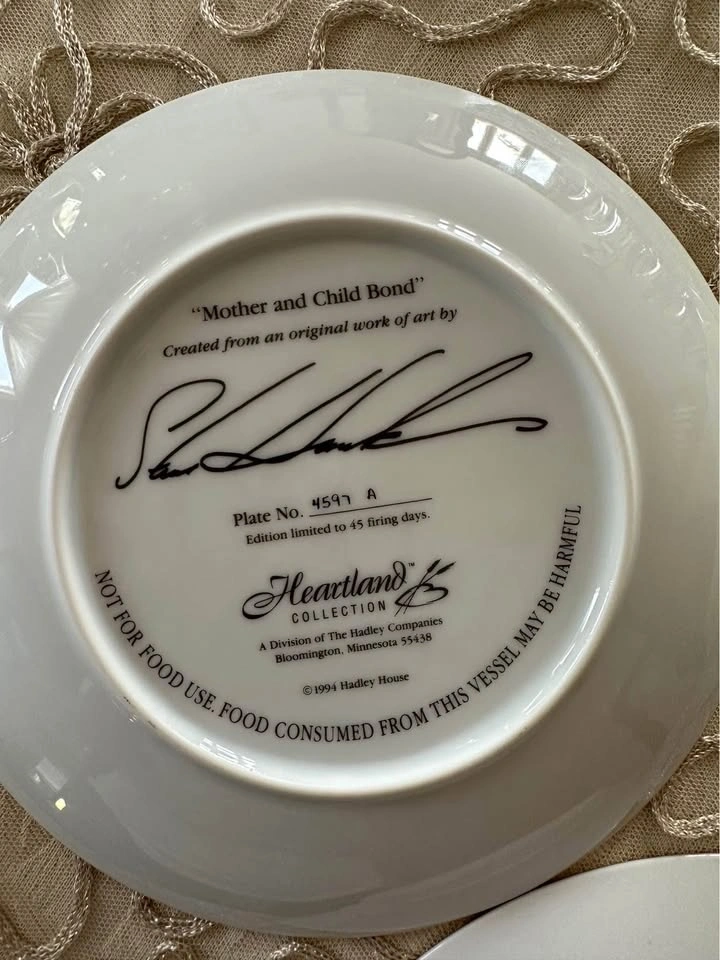 "Mother and Child Bond"
Created from an original work of art by
Steve Hanks
Plate No. 4597 A
Edition limited to 45 firing days.
Heartland™
COLLECTION
A Division of The Hadley Companies
Bloomington, Minnesota 55438
©1994 Hadley House
NOT FOR FOOD USE. FOOD CONSUMED FROM THIS VESSEL MAY BE HARMFUL